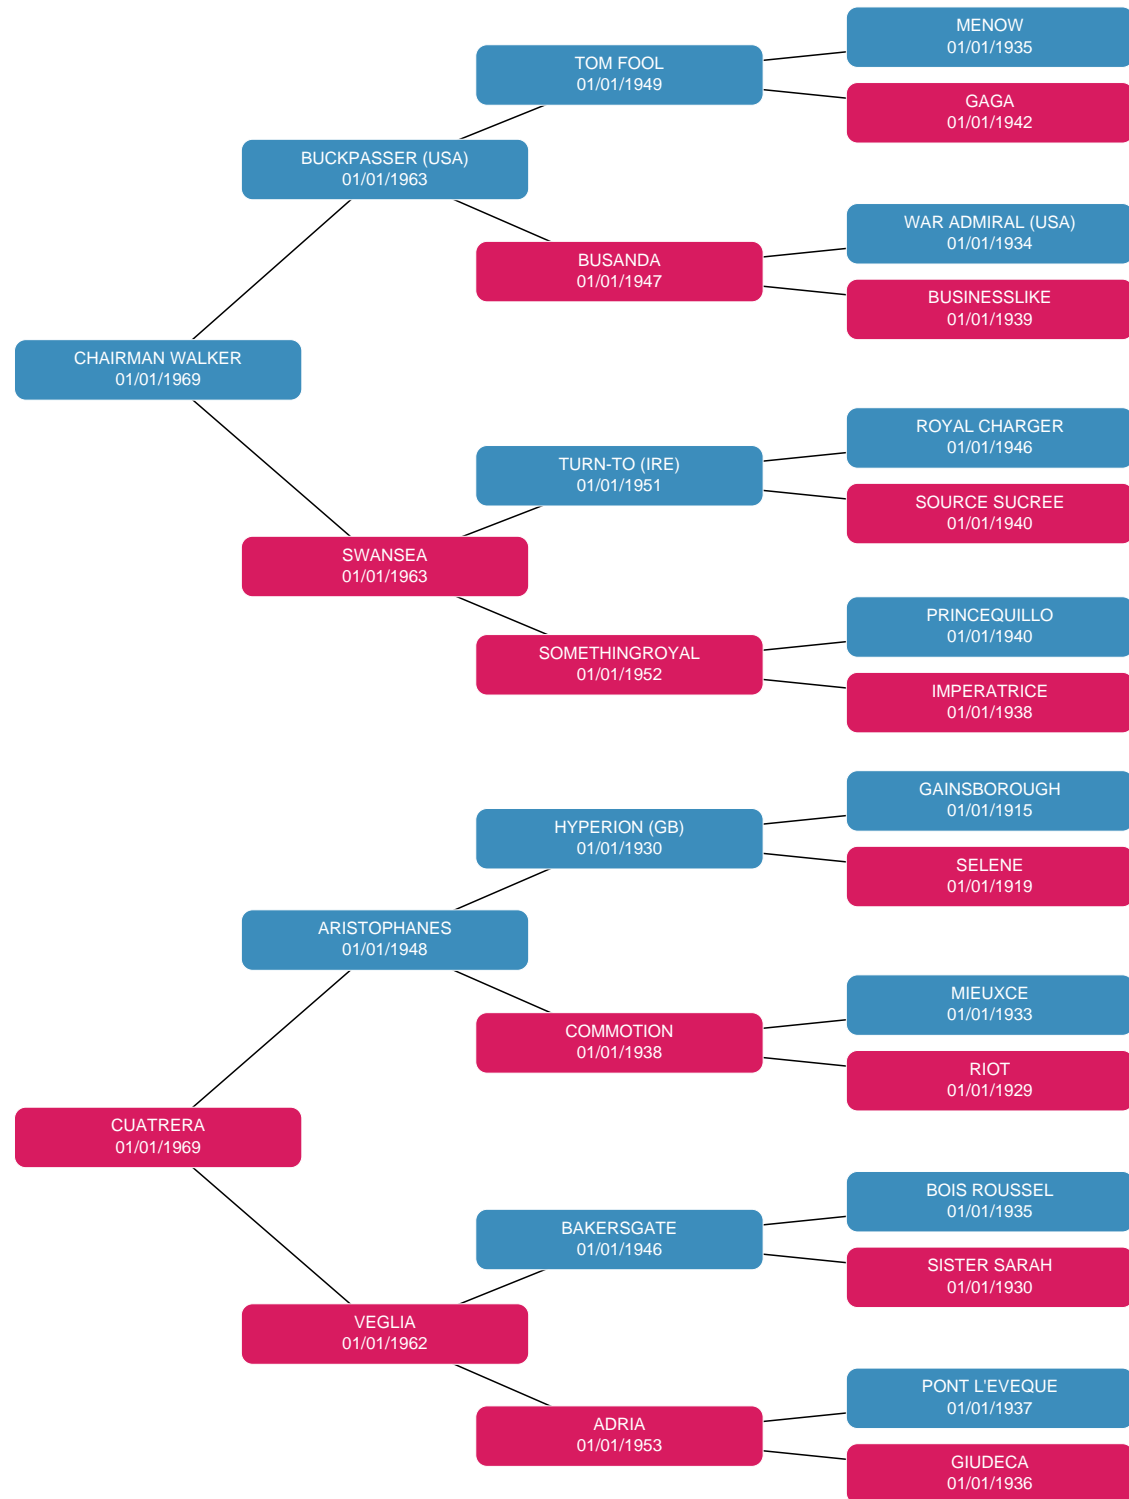 MENOW
01/01/1935
TOM FOOL
01/01/1949
GAGA
01/01/1942
BUCKPASSER (USA)
01/01/1963
WAR ADMIRAL (USA)
01/01/1934
BUSANDA
01/01/1947
BUSINESSLIKE
01/01/1939
CHAIRMAN WALKER
01/01/1969
ROYAL CHARGER
01/01/1946
TURN-TO (IRE)
01/01/1951
SOURCE SUCREE
01/01/1940
SWANSEA
01/01/1963
PRINCEQUILLO
01/01/1940
SOMETHINGROYAL
01/01/1952
IMPERATRICE
01/01/1938
GAINSBOROUGH
01/01/1915
HYPERION (GB)
01/01/1930
SELENE
01/01/1919
ARISTOPHANES
01/01/1948
MIEUXCE
01/01/1933
COMMOTION
01/01/1938
RIOT
01/01/1929
CUATRERA
01/01/1969
BOIS ROUSSEL
01/01/1935
BAKERSGATE
01/01/1946
SISTER SARAH
01/01/1930
VEGLIA
01/01/1962
PONT L'EVEQUE
01/01/1937
ADRIA
01/01/1953
GIUDECA
01/01/1936